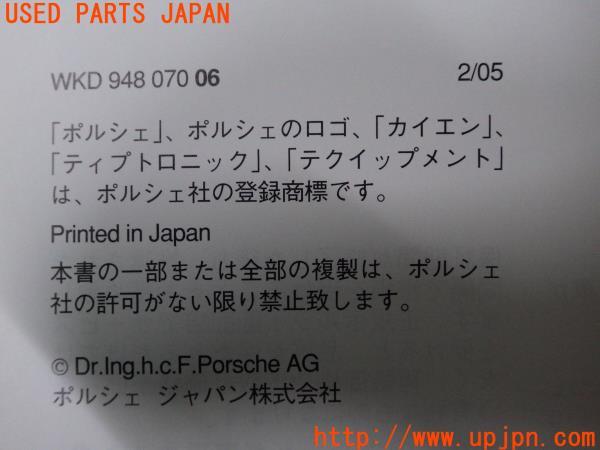 USED PARTS JAPAN
WKD 948 070 06 2/05
「ポルシェ」、ポルシェのロゴ、「カイエン」、
「ティプトロニック」、「テクイップメント」
は、ポルシェ社の登録商標です。
Printed in Japan
本書の一部または全部の複製は、ポルシェ
社の許可がない限り禁止致します。
© Dr.Ing.h.c.F.Porsche AG
ポルシェ ジャパン株式会社
http://www.upjpn.com/